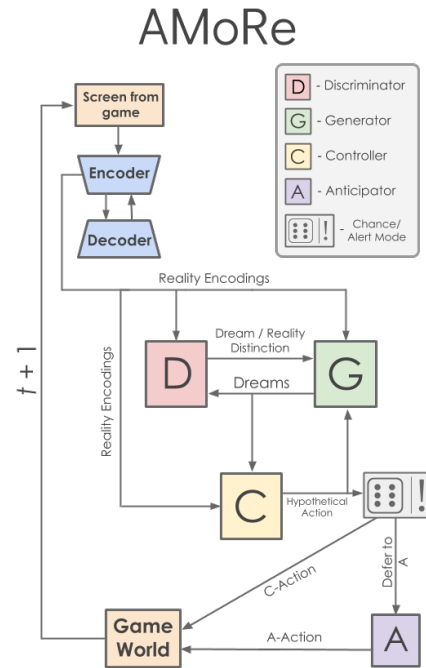 AMoRe
Screen from
game
Encoder
Decoder
D - Discriminator
G - Generator
C - Controller
A - Anticipator
! - Chance/
Alert Mode
Reality Encodings
Dream / Reality
Distinction
D
G
Dreams
Reality Encodings
t + 1
C
Hypothetical
Action
!
C-Action
Defer to
A
Game
World
A-Action
A